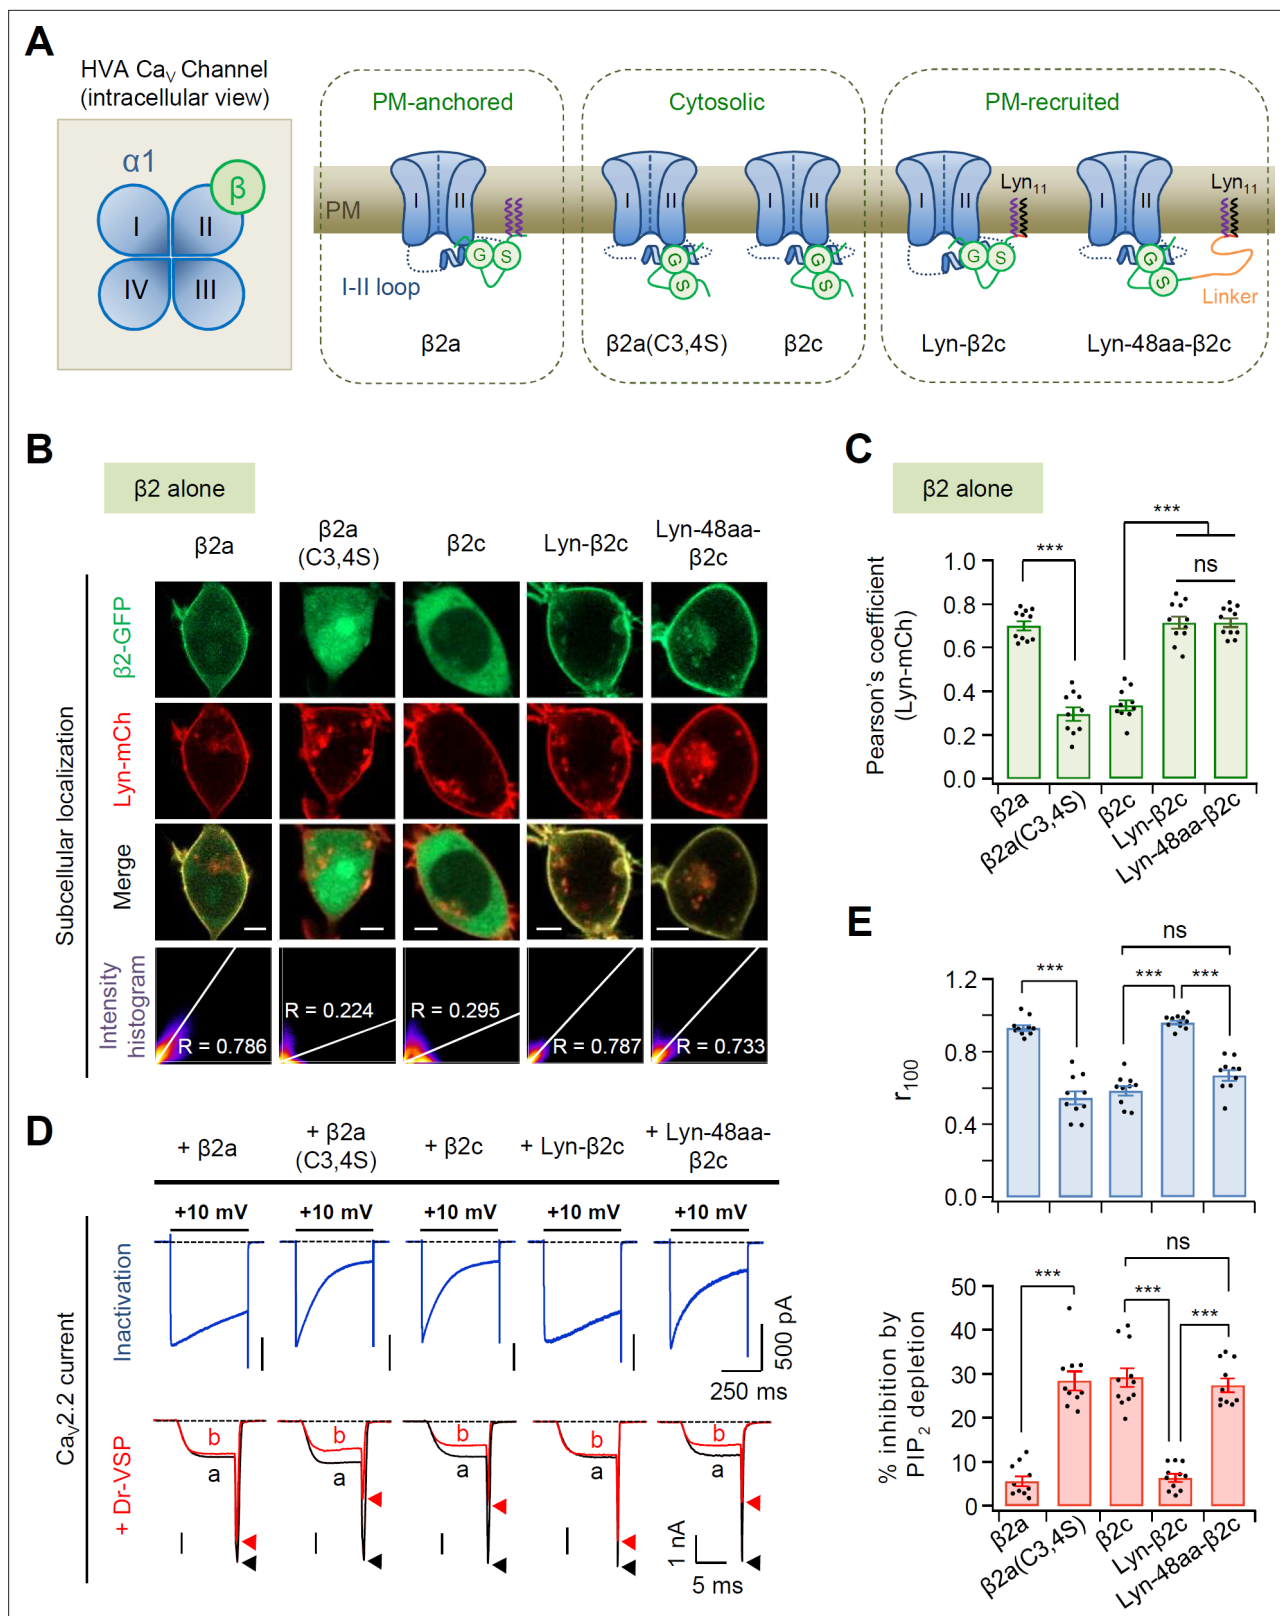 A
HVA CaV Channel
(intracellular view)
α1
β
I
II
IV
III
PM-anchored
Cytosolic
PM-recruited
PM
I
II
I
II
I
II
I
II
I
II
Lyn11
Lyn11
G
S
G
S
G
S
G
S
G
S
I-II loop
Linker
β2a
β2a(C3,4S)
β2c
Lyn-β2c
Lyn-48aa-β2c
B
β2 alone
β2a
β2a
(C3,4S)
β2c
Lyn-β2c
Lyn-48aa-
β2c
Subcellular localization
β2-GFP
Lyn-mCh
Merge
Intensity
histogram
R = 0.786
R = 0.224
R = 0.295
R = 0.787
R = 0.733
C
β2 alone
***
***
ns
Pearson's coefficient
(Lyn-mCh)
1.0
0.8
0.6
0.4
0.2
0.0
β2a
β2a(C3,4S)
β2c
Lyn-β2c
Lyn-48aa-β2c
D
+ β2a
+ β2a
(C3,4S)
+ β2c
+ Lyn-β2c
+ Lyn-48aa-
β2c
CaV2.2 current
Inactivation
+10 mV
+10 mV
+10 mV
+10 mV
+10 mV
500 pA
250 ms
+ Dr-VSP
b
a
b
a
b
a
b
a
b
a
1 nA
5 ms
E
ns
***
***
***
r100
1.2
0.8
0.4
0.0
ns
***
***
***
% inhibition by
PIP2 depletion
50
40
30
20
10
0
β2a
β2a(C3,4S)
β2c
Lyn-β2c
Lyn-48aa-β2c